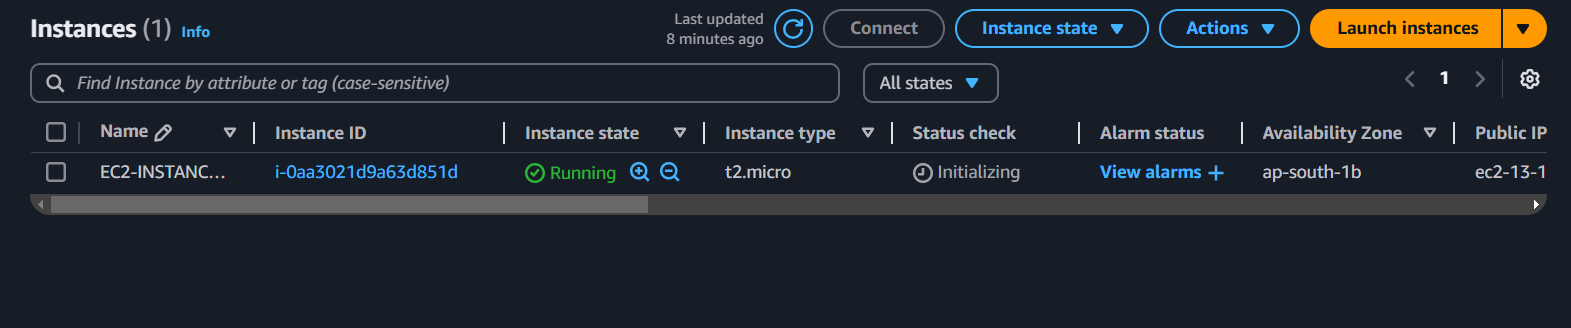 Instances (1) Info
Last updated
8 minutes ago
Connect
Instance state
Actions
Launch instances
Find Instance by attribute or tag (case-sensitive)
All states
1
Name Instance ID Instance state Instance type Status check Alarm status Availability Zone Public IP
EC2-INSTANC... i-0aa3021d9a63d851d Running t2.micro Initializing View alarms + ap-south-1b ec2-13-1